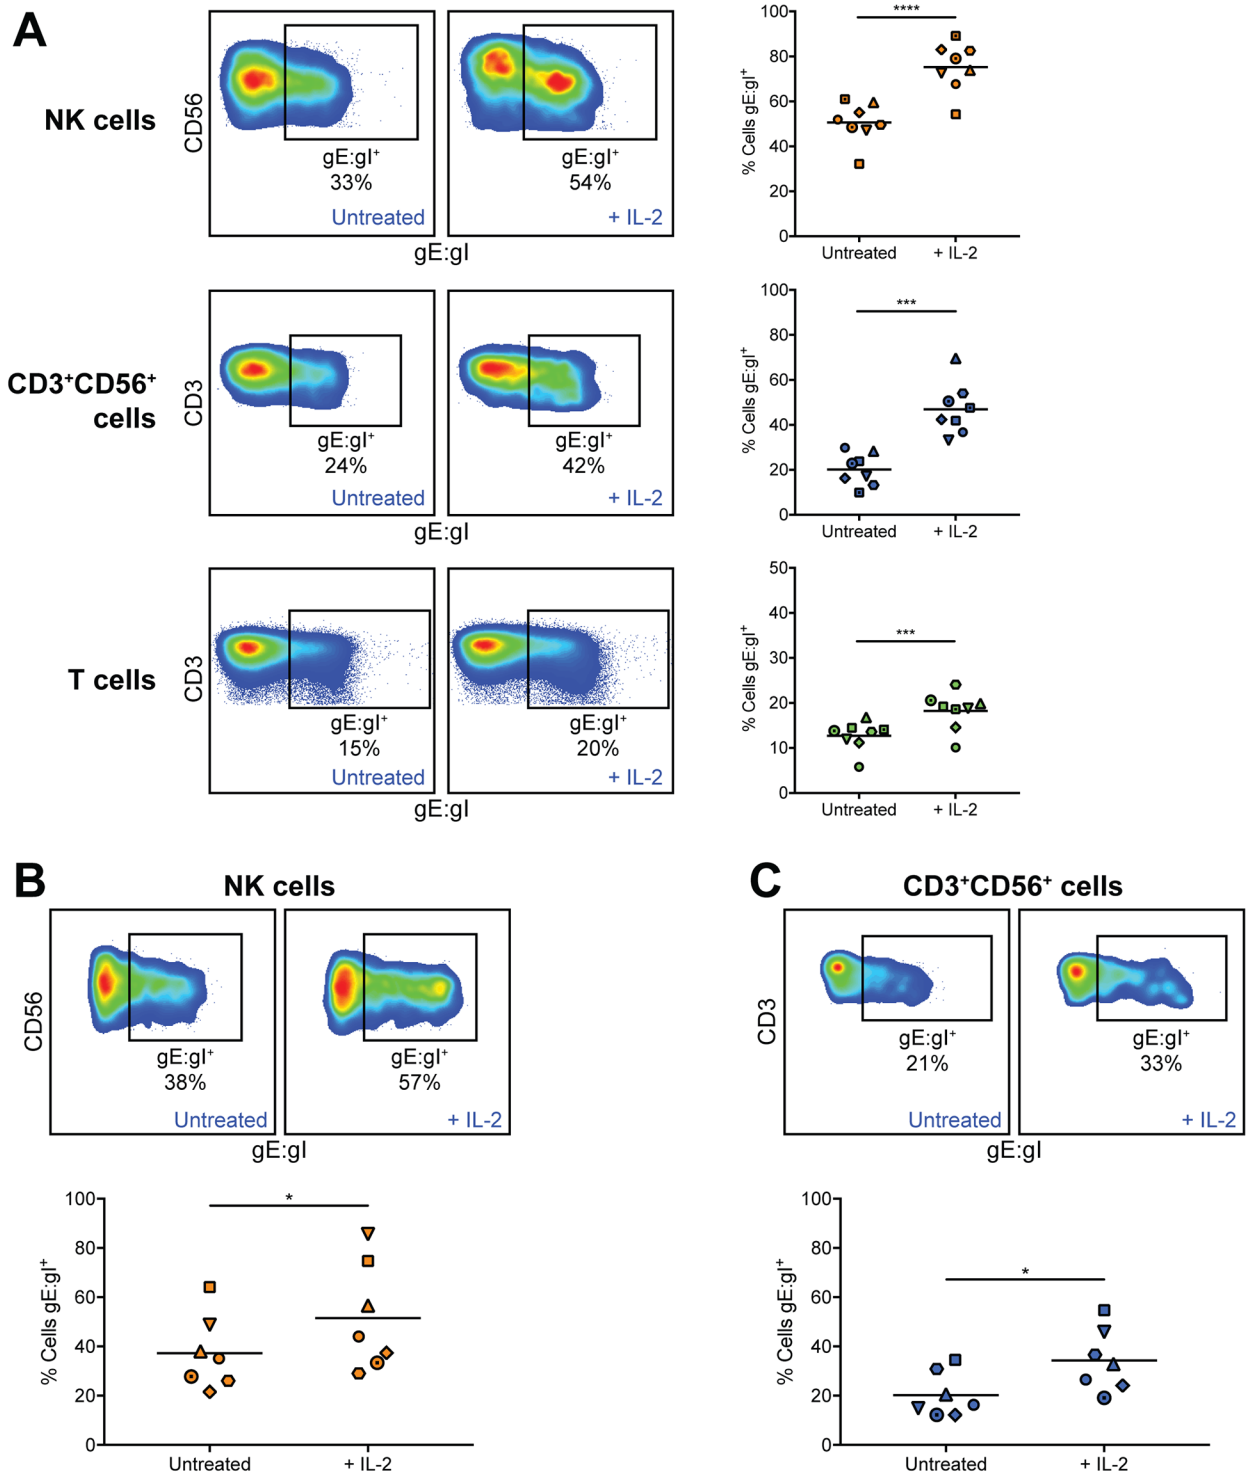 A
NK cells
CD56
gE:gI⁺
33%
Untreated
gE:gI⁺
54%
+ IL-2
gE:gI
% Cells gE:gI⁺
100
80
60
40
20
0
****
Untreated
+ IL-2
CD3⁺CD56⁺
cells
CD3
gE:gI⁺
24%
Untreated
gE:gI⁺
42%
+ IL-2
gE:gI
% Cells gE:gI⁺
100
80
60
40
20
0
***
Untreated
+ IL-2
T cells
CD3
gE:gI⁺
15%
Untreated
gE:gI⁺
20%
+ IL-2
gE:gI
% Cells gE:gI⁺
50
40
30
20
10
0
***
Untreated
+ IL-2
B
NK cells
CD56
gE:gI⁺
38%
Untreated
gE:gI⁺
57%
+ IL-2
gE:gI
% Cells gE:gI⁺
100
80
60
40
20
0
*
Untreated
+ IL-2
C
CD3⁺CD56⁺ cells
CD3
gE:gI⁺
21%
Untreated
gE:gI⁺
33%
+ IL-2
gE:gI
% Cells gE:gI⁺
100
80
60
40
20
0
*
Untreated
+ IL-2